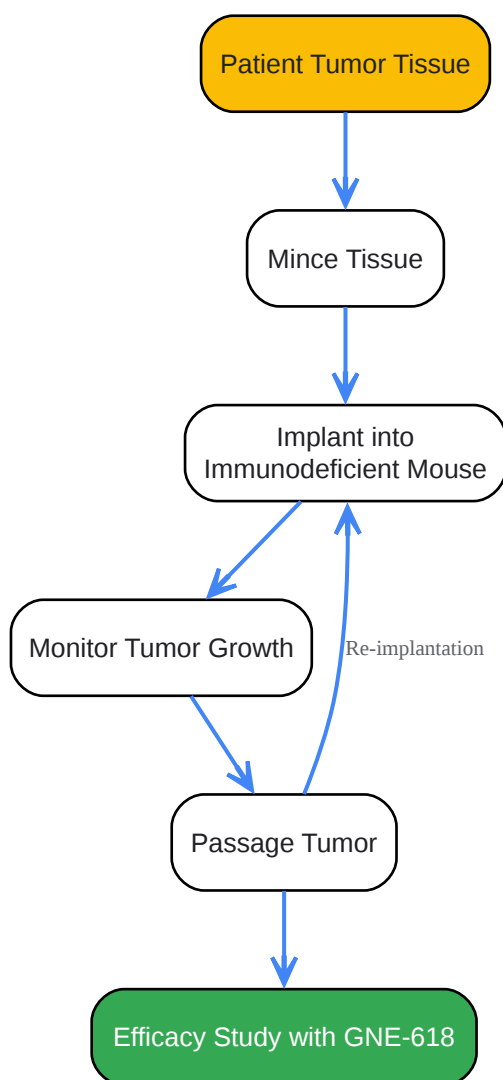 Patient Tumor Tissue
Mince Tissue
Implant into
Immunodeficient Mouse
Monitor Tumor Growth
Re-implantation
Passage Tumor
Efficacy Study with GNE-618